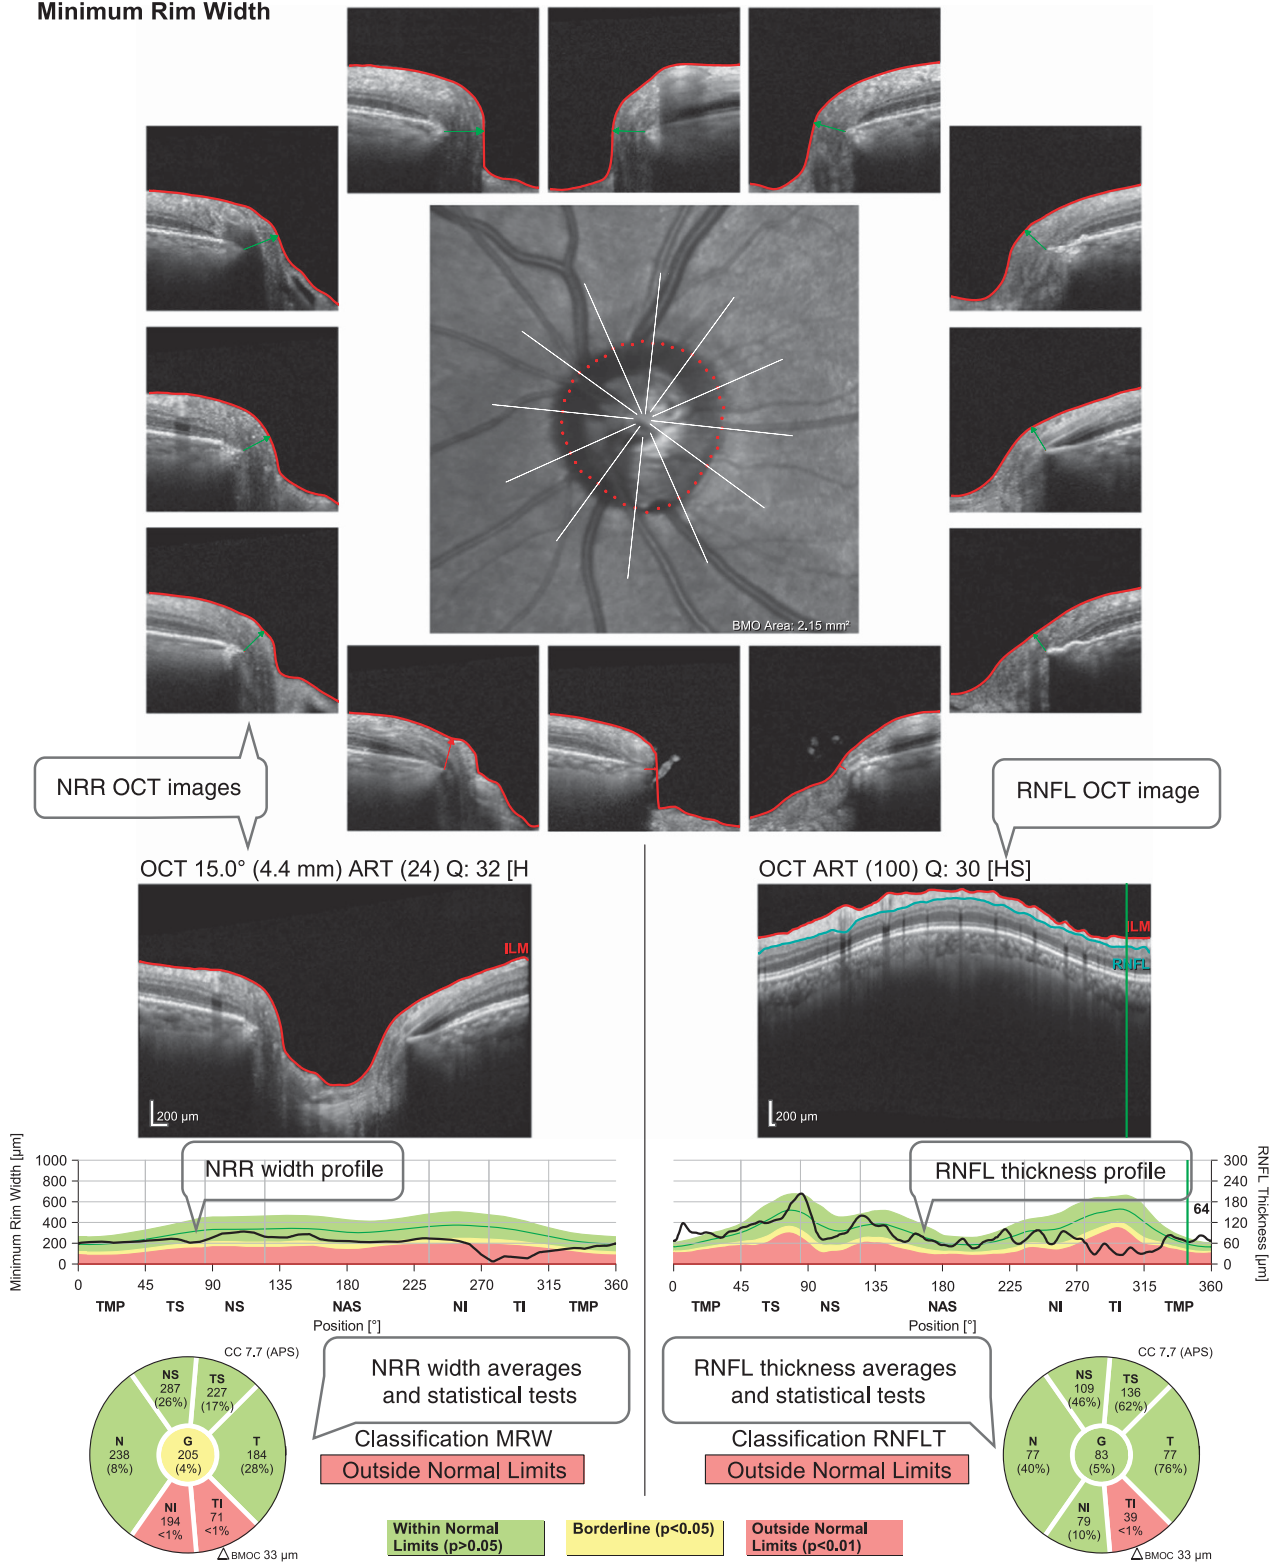 Minimum Rim Width
BMO Area: 2.15 mm²
NRR OCT images
RNFL OCT image
OCT 15.0° (4.4 mm) ART (24) Q: 32 [H
ILM
200 µm
OCT ART (100) Q: 30 [HS]
ILM
RNFL
200 µm
Minimum Rim Width [µm]
1000
800
600
400
200
0
NRR width profile
0 45 90 135 180 225 270 315 360
TMP TS NS NAS NI TI TMP
Position [°]
RNFL thickness profile
300
240
180
120
60
0
64
RNFL Thickness [µm]
0 45 90 135 180 225 270 315 360
TMP TS NS NAS NI TI TMP
Position [°]
CC 7.7 (APS)
NS
287
(26%)
TS
227
(17%)
N
238
(8%)
G
205
(4%)
T
184
(28%)
NI
194
<1%
TI
71
<1%
△ BMOC 33 µm
NRR width averages
and statistical tests
Classification MRW
Outside Normal Limits
RNFL thickness averages
and statistical tests
Classification RNFLT
Outside Normal Limits
CC 7.7 (APS)
NS
109
(46%)
TS
136
(62%)
N
77
(40%)
G
83
(5%)
T
77
(76%)
NI
79
(10%)
TI
39
<1%
△ BMOC 33 µm
Within Normal
Limits (p>0.05)
Borderline (p<0.05)
Outside Normal
Limits (p<0.01)